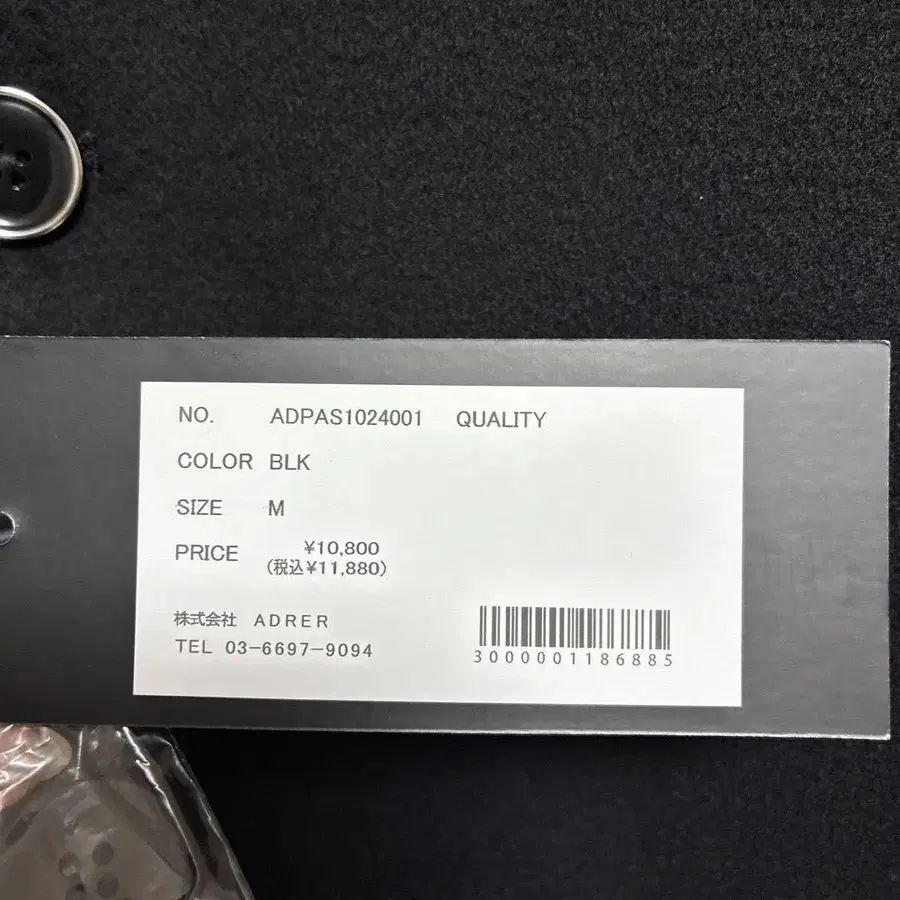 NO. ADPAS1024001 QUALITY
COLOR BLK
SIZE M
PRICE ¥10,800
(税込¥11,880)
株式会社 ADRER
TEL 03-6697-9094
3000001186885